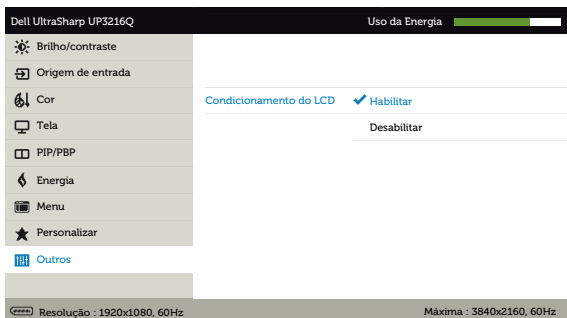 Dell UltraSharp UP3216Q Uso da Energia
Brilho/contraste
Origem de entrada
Cor Condicionamento do LCD Habilitar
Tela Desabilitar
PIP/PBP
Energia
Menu
Personalizar
Outros
Resolução : 1920x1080, 60Hz Máxima : 3840x2160, 60Hz